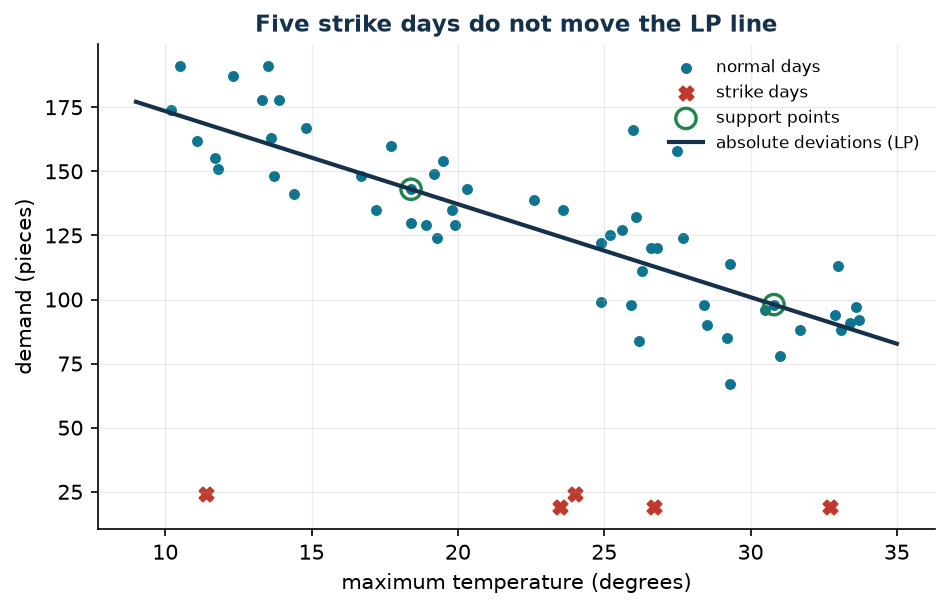 Five strike days do not move the LP line
normal days
strike days
support points
absolute deviations (LP)
175
150
125
100
75
50
25
demand (pieces)
10 15 20 25 30 35
maximum temperature (degrees)